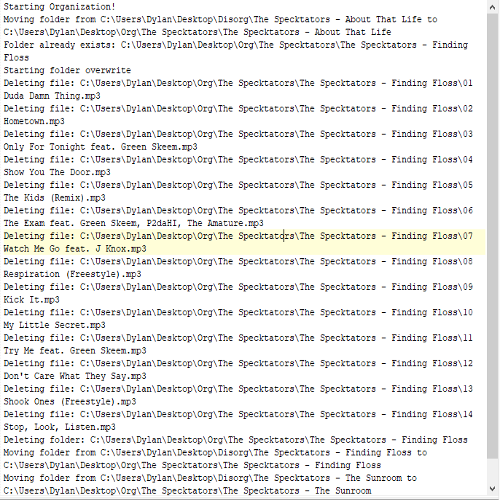 Starting Organization!
Moving folder from C:\Users\Dylan\Desktop\Disorg\The Specktators - About That Life to
C:\Users\Dylan\Desktop\Org\The Specktators\The Specktators - About That Life
Folder already exists: C:\Users\Dylan\Desktop\Org\The Specktators\The Specktators - Finding
Floss
Starting folder overwrite
Deleting file: C:\Users\Dylan\Desktop\Org\The Specktators\The Specktators - Finding Floss\01
Duda Damn Thing.mp3
Deleting file: C:\Users\Dylan\Desktop\Org\The Specktators\The Specktators - Finding Floss\02
Hometown.mp3
Deleting file: C:\Users\Dylan\Desktop\Org\The Specktators\The Specktators - Finding Floss\03
Only For Tonight feat. Green Skeem.mp3
Deleting file: C:\Users\Dylan\Desktop\Org\The Specktators\The Specktators - Finding Floss\04
Show You The Door.mp3
Deleting file: C:\Users\Dylan\Desktop\Org\The Specktators\The Specktators - Finding Floss\05
The Kids (Remix).mp3
Deleting file: C:\Users\Dylan\Desktop\Org\The Specktators\The Specktators - Finding Floss\06
The Exam feat. Green Skeem, P2daHI, The Amature.mp3
Deleting file: C:\Users\Dylan\Desktop\Org\The Specktators\The Specktators - Finding Floss\07
Watch Me Go feat. J Knox.mp3
Deleting file: C:\Users\Dylan\Desktop\Org\The Specktators\The Specktators - Finding Floss\08
Respiration (Freestyle).mp3
Deleting file: C:\Users\Dylan\Desktop\Org\The Specktators\The Specktators - Finding Floss\09
Kick It.mp3
Deleting file: C:\Users\Dylan\Desktop\Org\The Specktators\The Specktators - Finding Floss\10
My Little Secret.mp3
Deleting file: C:\Users\Dylan\Desktop\Org\The Specktators\The Specktators - Finding Floss\11
Try Me feat. Green Skeem.mp3
Deleting file: C:\Users\Dylan\Desktop\Org\The Specktators\The Specktators - Finding Floss\12
Don't Care What They Say.mp3
Deleting file: C:\Users\Dylan\Desktop\Org\The Specktators\The Specktators - Finding Floss\13
Shook Ones (Freestyle).mp3
Deleting file: C:\Users\Dylan\Desktop\Org\The Specktators\The Specktators - Finding Floss\14
Stop, Look, Listen.mp3
Deleting folder: C:\Users\Dylan\Desktop\Org\The Specktators\The Specktators - Finding Floss
Moving folder from C:\Users\Dylan\Desktop\Disorg\The Specktators - Finding Floss to
C:\Users\Dylan\Desktop\Org\The Specktators\The Specktators - Finding Floss
Moving folder from C:\Users\Dylan\Desktop\Disorg\The Specktators - The Sunroom to
C:\Users\Dylan\Desktop\Org\The Specktators\The Specktators - The Sunroom